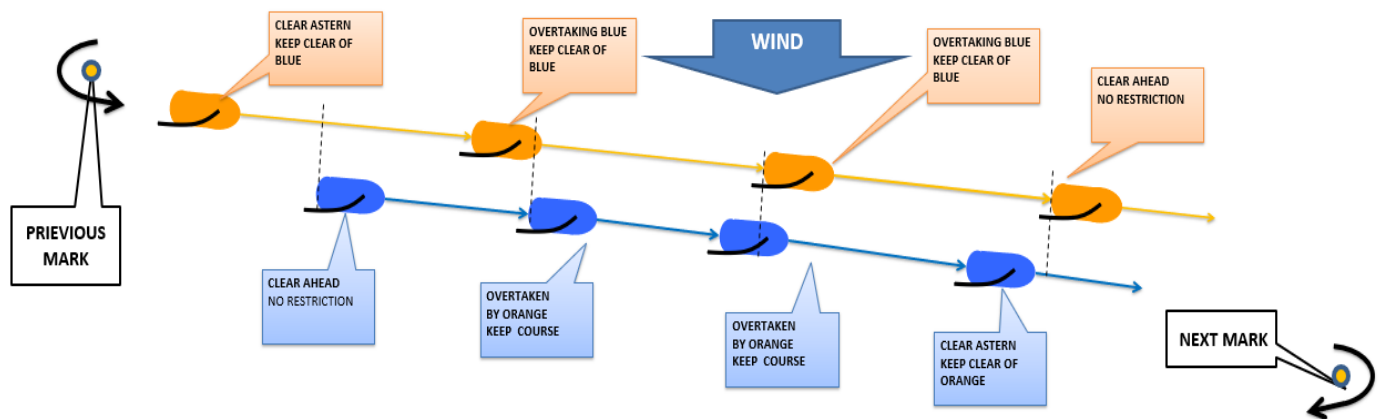 CLEAR ASTERN
KEEP CLEAR OF
BLUE
OVERTAKING BLUE
KEEP CLEAR OF
BLUE
WIND
OVERTAKING BLUE
KEEP CLEAR OF
BLUE
CLEAR AHEAD
NO RESTRICTION
PRIEVIOUS
MARK
CLEAR AHEAD
NO RESTRICTION
OVERTAKEN
BY ORANGE
KEEP COURSE
OVERTAKEN
BY ORANGE
KEEP COURSE
CLEAR ASTERN
KEEP CLEAR OF
ORANGE
NEXT MARK